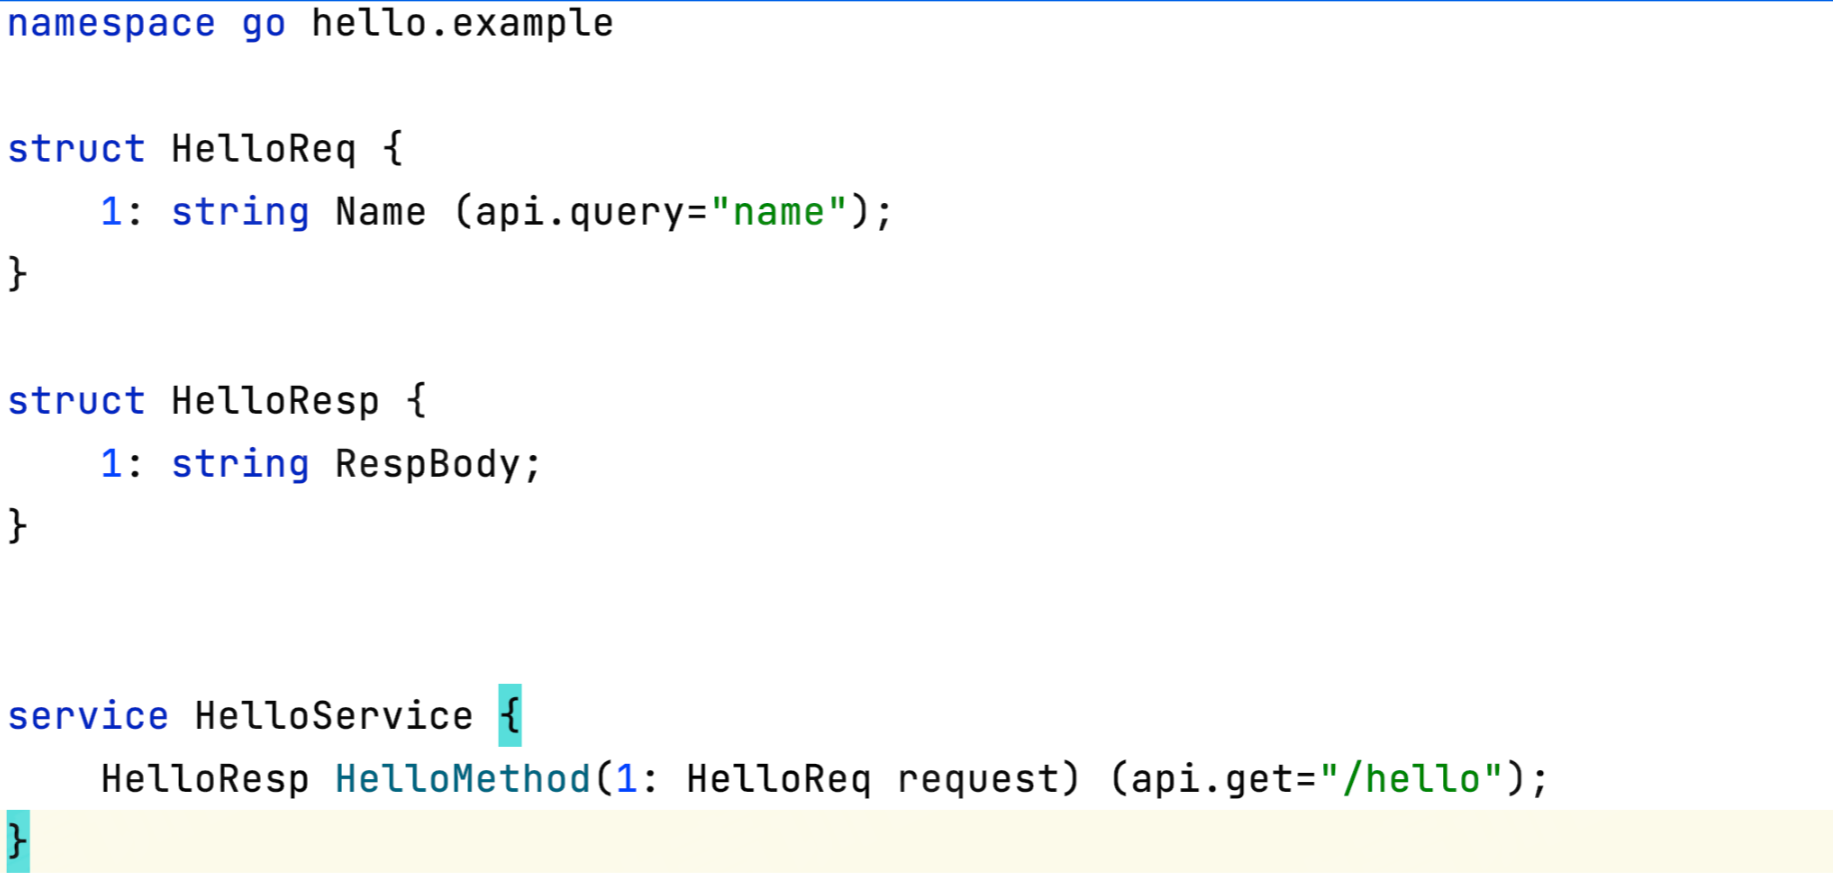 namespace go hello.example
struct HelloReq {
    1: string Name (api.query="name");
}
struct HelloResp {
    1: string RespBody;
}
service HelloService {
    HelloResp HelloMethod(1: HelloReq request) (api.get="/hello");
}